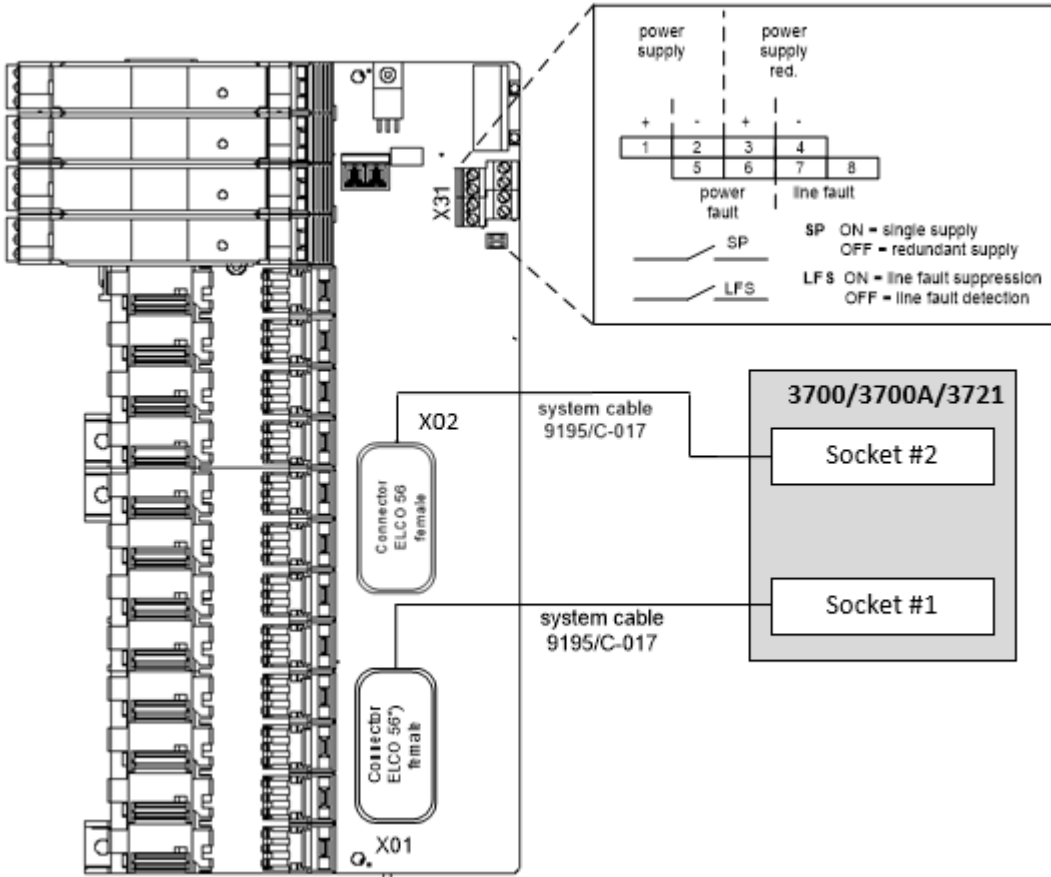 power supply
power supply red.
+ - + -
1 2 3 4
5 6 7 8
power fault
line fault
SP ON = single supply
OFF = redundant supply
SP
LFS ON = line fault suppression
OFF = line fault detection
LFS
X31
3700/3700A/3721
X02
system cable
9195/C-017
Socket #2
Connector
ELCO 56
female
Socket #1
system cable
9195/C-017
Connector
ELCO 56*)
female
X01